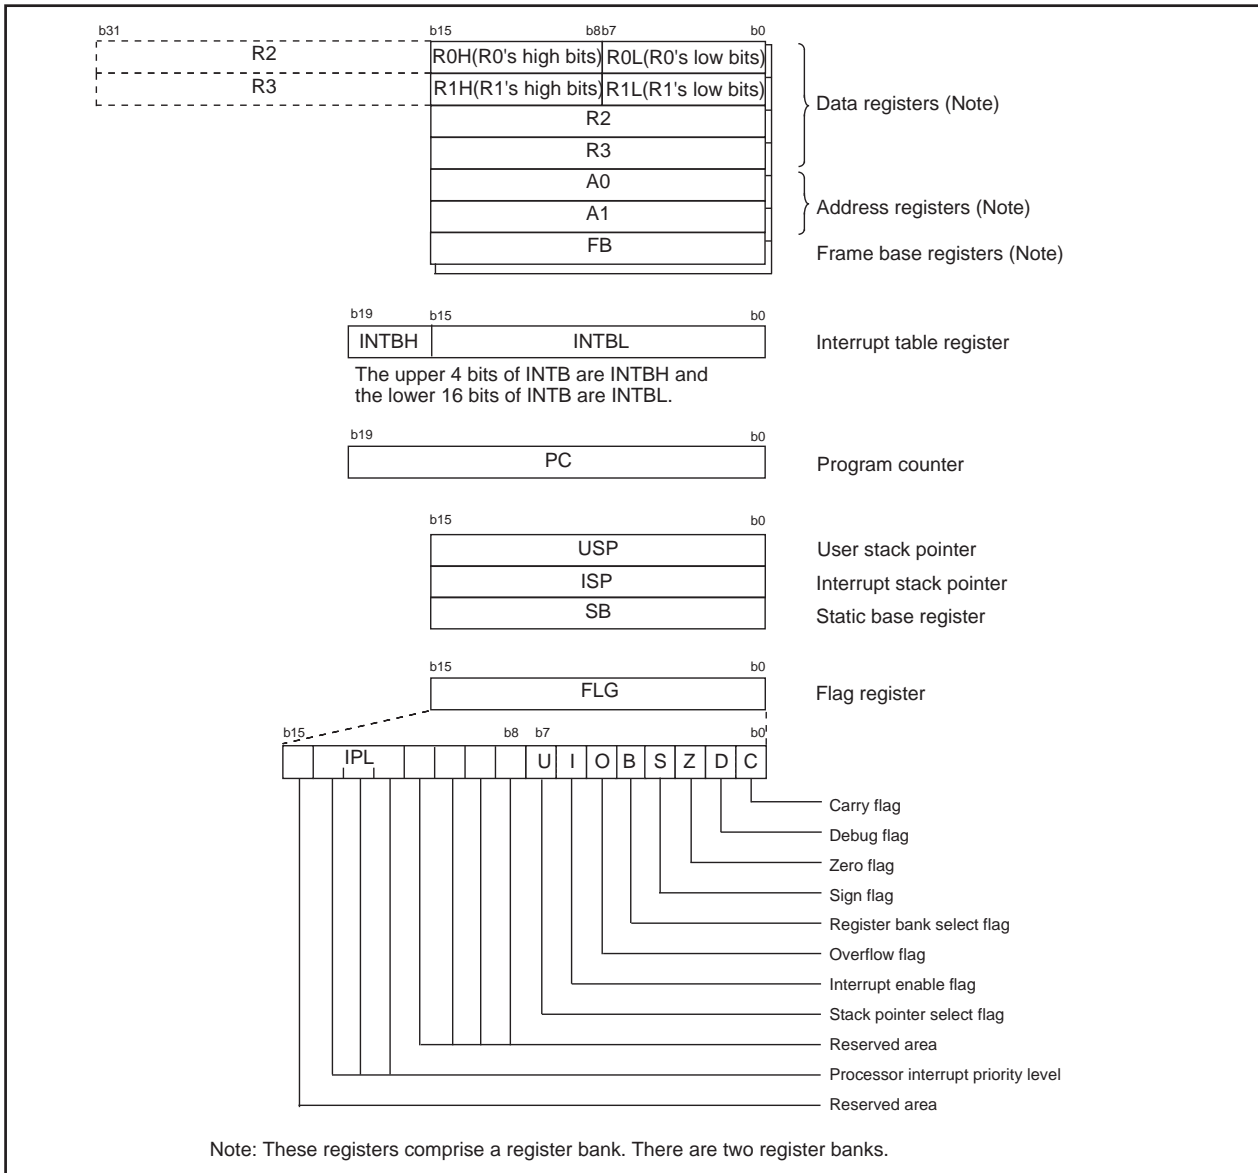 b31 b15 b8b7 b0
R2 R0H(R0's high bits) R0L(R0's low bits)
R3 R1H(R1's high bits) R1L(R1's low bits)
Data registers (Note)
R2
R3
A0
A1
Address registers (Note)
FB
Frame base registers (Note)
b19 b15 b0
INTBH INTBL Interrupt table register
The upper 4 bits of INTB are INTBH and
the lower 16 bits of INTB are INTBL.
b19 b0
PC Program counter
b15 b0
USP User stack pointer
ISP Interrupt stack pointer
SB Static base register
b15 b0
FLG Flag register
b15 b8 b7 b0
IPL U I O B S Z D C
Carry flag
Debug flag
Zero flag
Sign flag
Register bank select flag
Overflow flag
Interrupt enable flag
Stack pointer select flag
Reserved area
Processor interrupt priority level
Reserved area
Note: These registers comprise a register bank. There are two register banks.